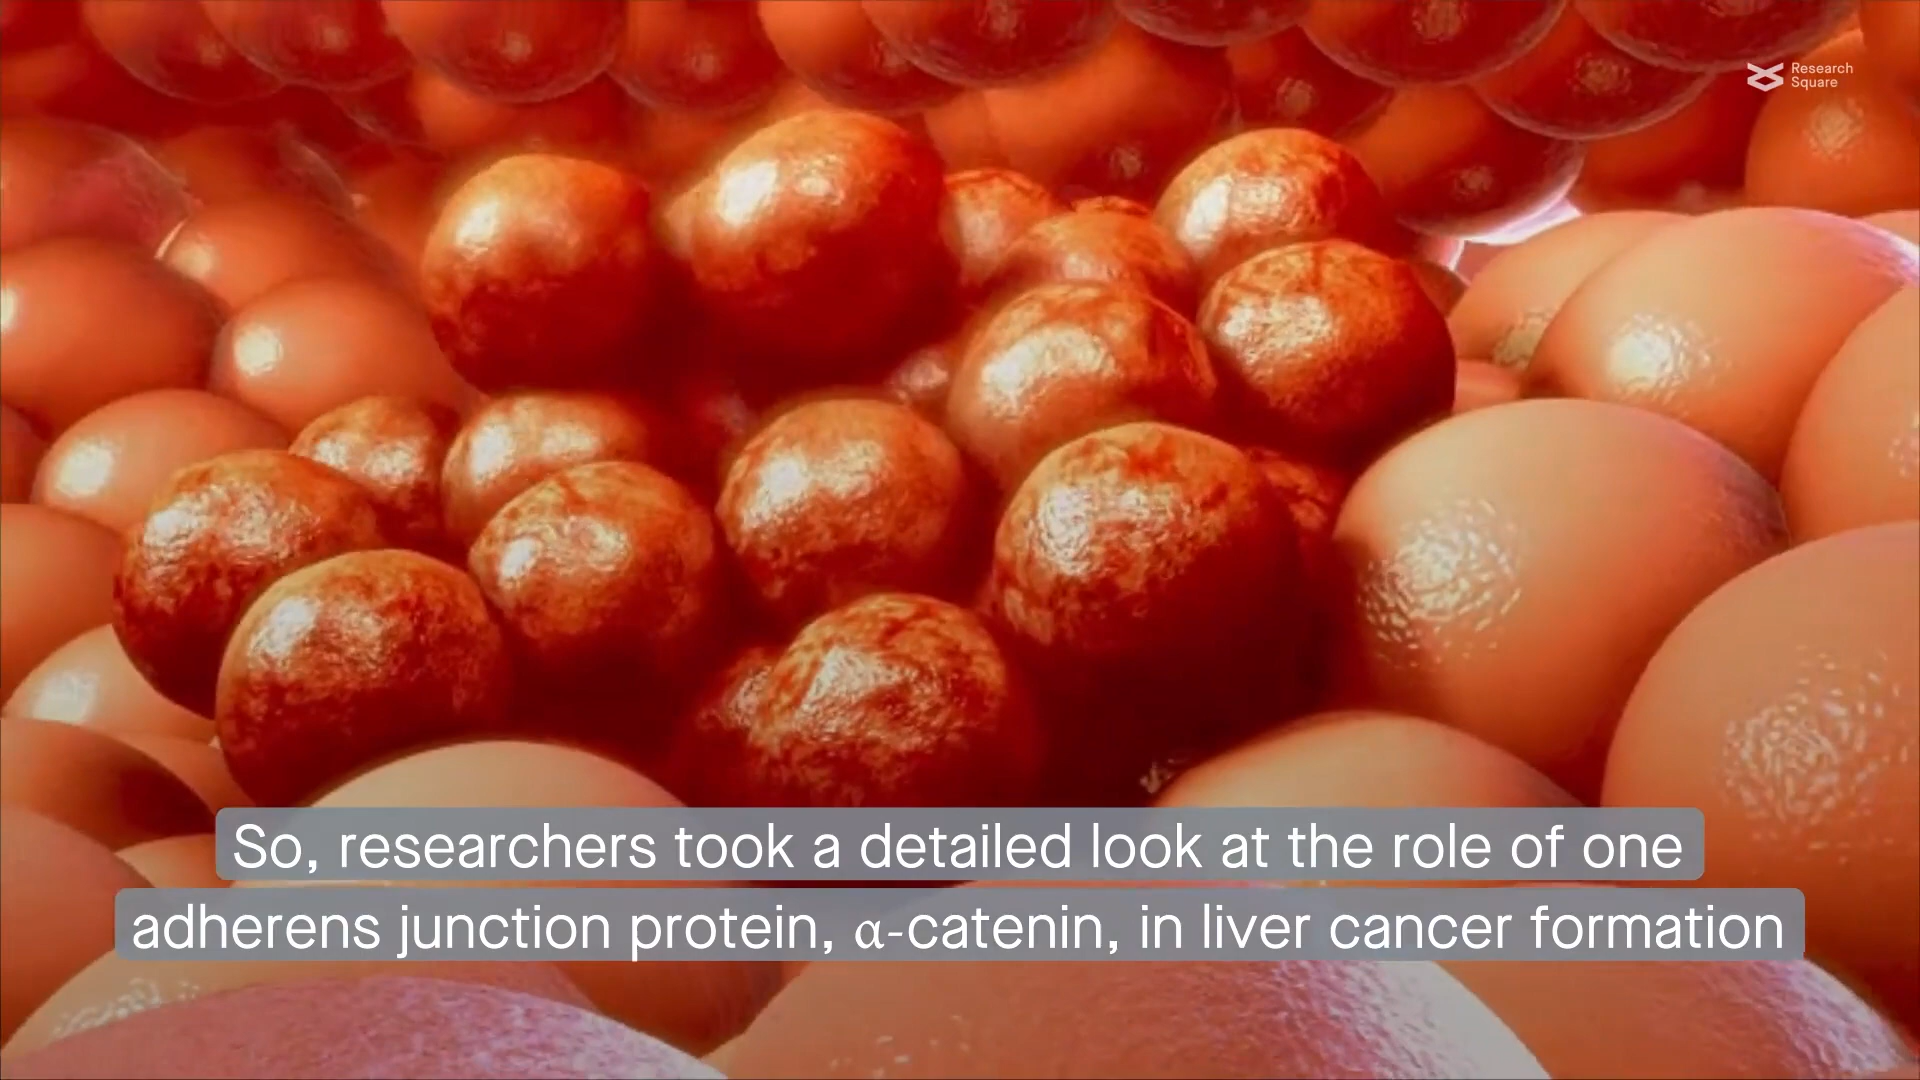 Research
Square
So, researchers took a detailed look at the role of one
adherens junction protein, α-catenin, in liver cancer formation